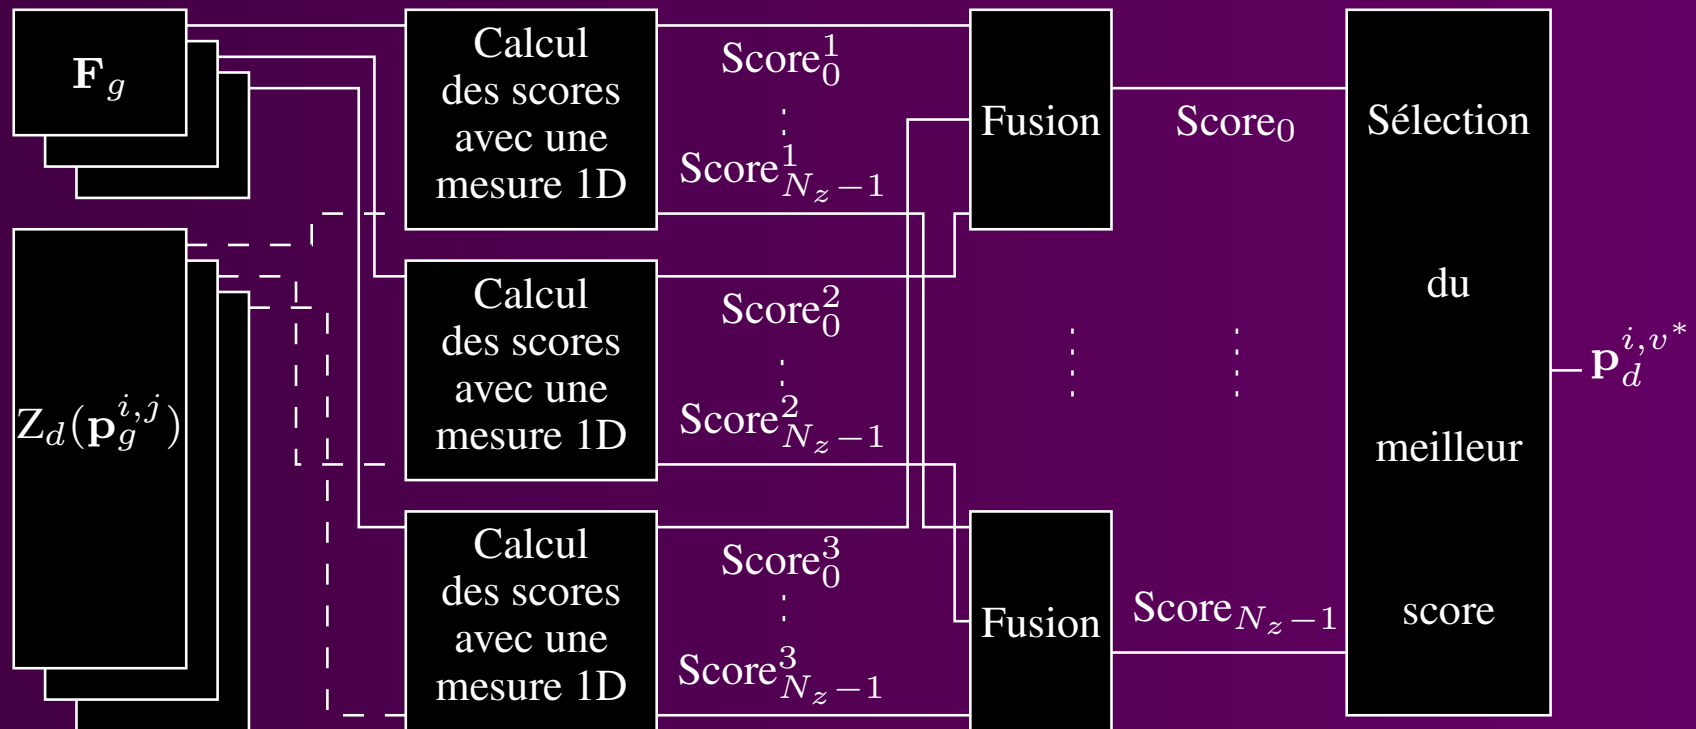 F_g
Z_d(p_g^{i,j})
Calcul
des scores
avec une
mesure 1D
Score_0^1
Score_{N_z-1}^1
Calcul
des scores
avec une
mesure 1D
Score_0^2
Score_{N_z-1}^2
Calcul
des scores
avec une
mesure 1D
Score_0^3
Score_{N_z-1}^3
Fusion
Fusion
Score_0
Score_{N_z-1}
Sélection
du
meilleur
score
p_d^{i,v*}